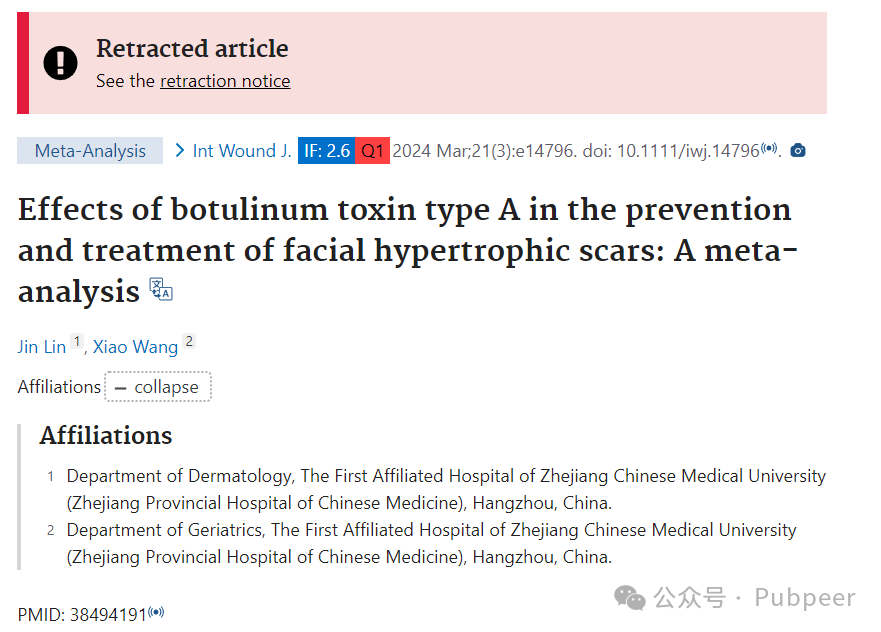 Retracted article
See the retraction notice
Meta-Analysis > Int Wound J. IF: 2.6 Q1 2024 Mar;21(3):e14796. doi: 10.1111/iwj.14796.
Effects of botulinum toxin type A in the prevention
and treatment of facial hypertrophic scars: A meta-
analysis
Jin Lin 1, Xiao Wang 2
Affiliations — collapse
Affiliations
1 Department of Dermatology, The First Affiliated Hospital of Zhejiang Chinese Medical University
(Zhejiang Provincial Hospital of Chinese Medicine), Hangzhou, China.
2 Department of Geriatrics, The First Affiliated Hospital of Zhejiang Chinese Medical University
(Zhejiang Provincial Hospital of Chinese Medicine), Hangzhou, China.
公众号 · Pubpeer
PMID: 38494191